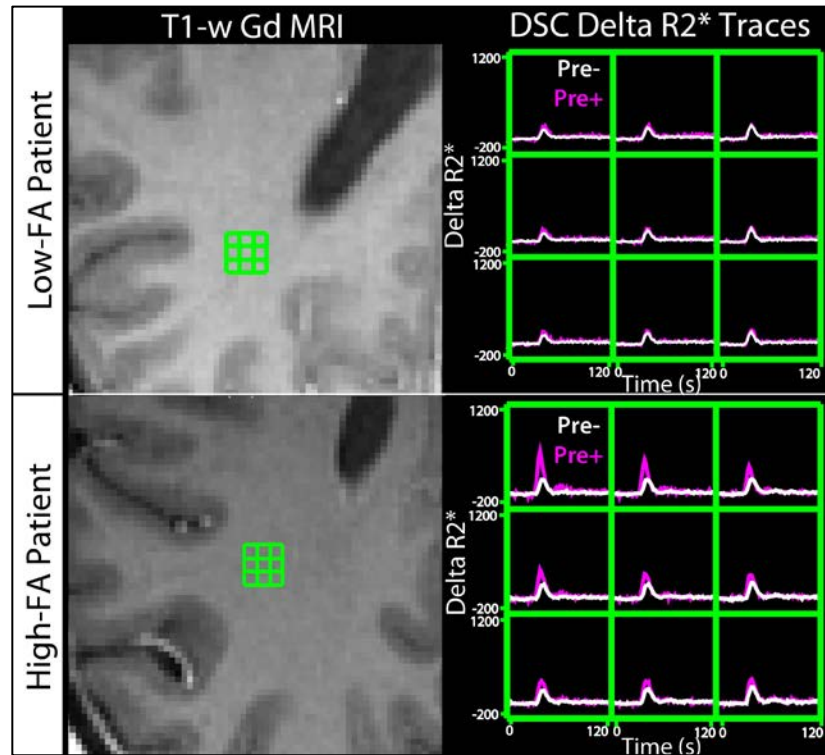 T1-w Gd MRI
DSC Delta R2* Traces
Low-FA Patient
Delta R2*
1200
-200
1200
-200
1200
-200
Pre-
Pre+
0
120 0
120 0
120
Time (s)
High-FA Patient
Delta R2*
1200
-200
1200
-200
1200
-200
Pre-
Pre+
0
120 0
120 0
120
Time (s)